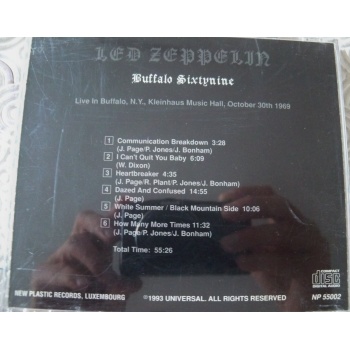 LED ZEPPELIN
Buffalo Sixtynine
Live In Buffalo, N.Y., Kleinhaus Music Hall, October 30th 1969
1 Communication Breakdown 3:28
(J. Page/P. Jones/J. Bonham)
2 I Can't Quit You Baby 6:09
(W. Dixon)
3 Heartbreaker 4:35
(J. Page/R. Plant/P. Jones/J. Bonham)
4 Dazed And Confused 14:55
(J. Page)
5 White Summer / Black Mountain Side 10:06
(J. Page)
6 How Many More Times 11:32
(J. Page/P. Jones/J. Bonham)
Total Time: 55:26
COMPACT
disc
DIGITAL AUDIO
NEW PLASTIC RECORDS, LUXEMBOURG
©1993 UNIVERSAL. ALL RIGHTS RESERVED
NP 55002